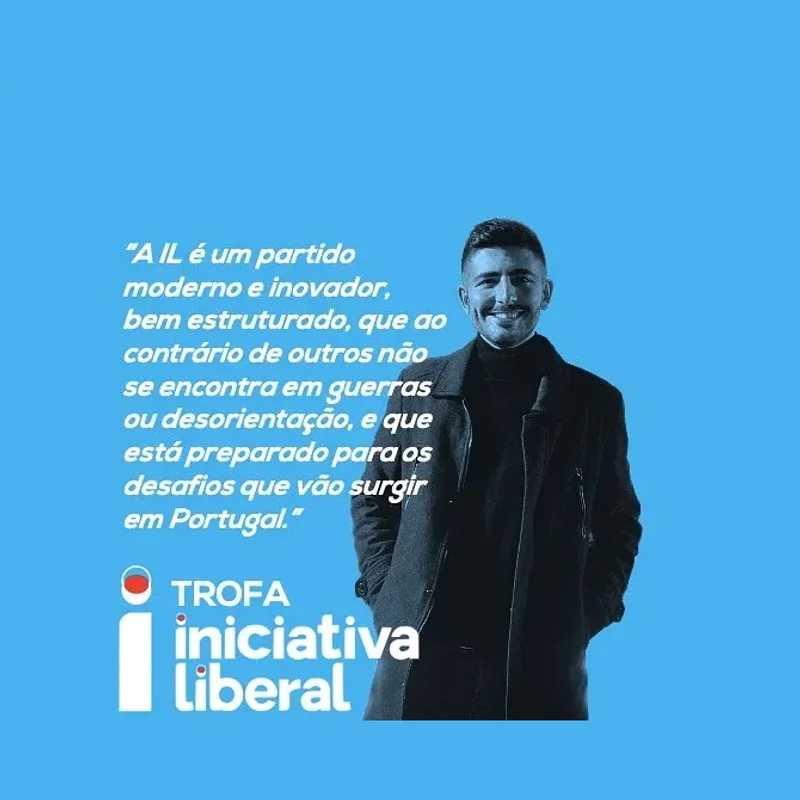 "A IL é um partido
moderno e inovador,
bem estruturado, que ao
contrário de outros não
se encontra em guerras
ou desorientação, e que
está preparado para os
desafios que vão surgir
em Portugal."
TROFA
iniciativa
liberal